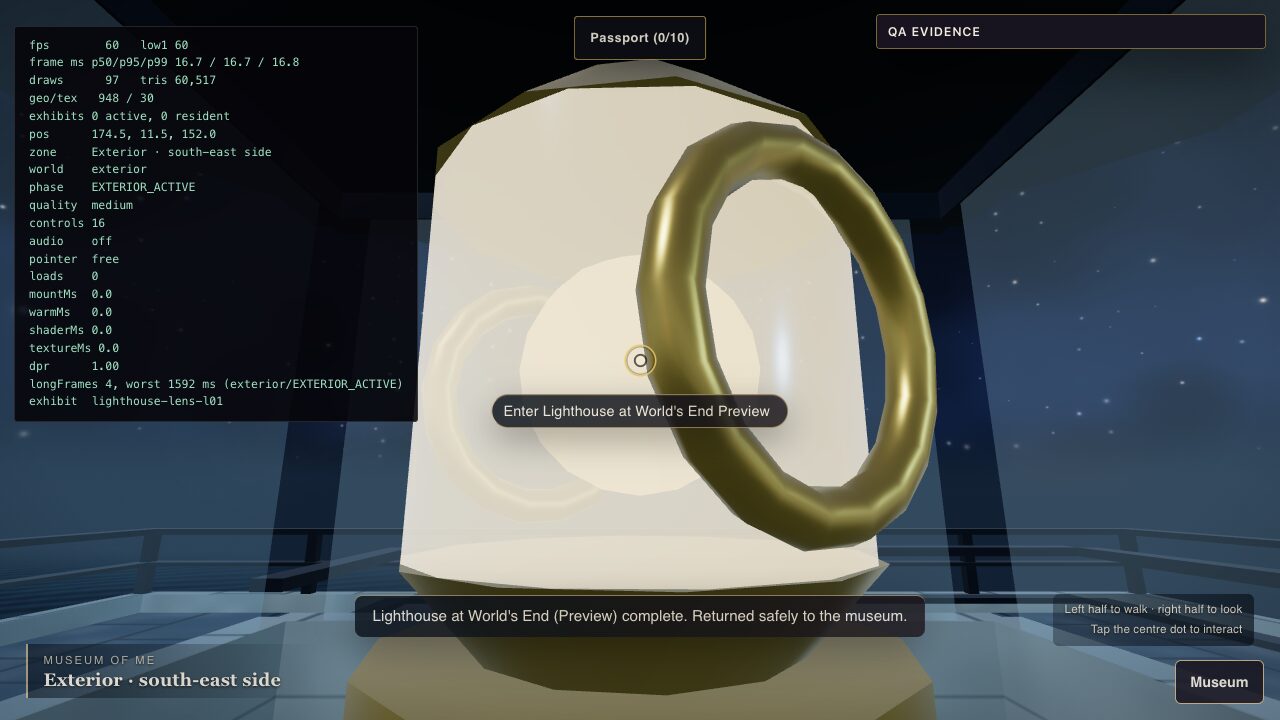 fps 60 low1 60
frame ms p50/p95/p99 16.7 / 16.7 / 16.8
draws 97 tris 60,517
geo/tex 948 / 30
exhibits 0 active, 0 resident
pos 174.5, 11.5, 152.0
zone Exterior · south-east side
world exterior
phase EXTERIOR_ACTIVE
quality medium
controls 16
audio off
pointer free
loads 0
mountMs 0.0
warmMs 0.0
shaderMs 0.0
textureMs 0.0
dpr 1.00
longFrames 4, worst 1592 ms (exterior/EXTERIOR_ACTIVE)
exhibit lighthouse-lens-l01
Passport (0/10)
QA EVIDENCE
Enter Lighthouse at World's End Preview
Lighthouse at World's End (Preview) complete. Returned safely to the museum.
Left half to walk · right half to look
Tap the centre dot to interact
MUSEUM OF ME
Exterior · south-east side
Museum